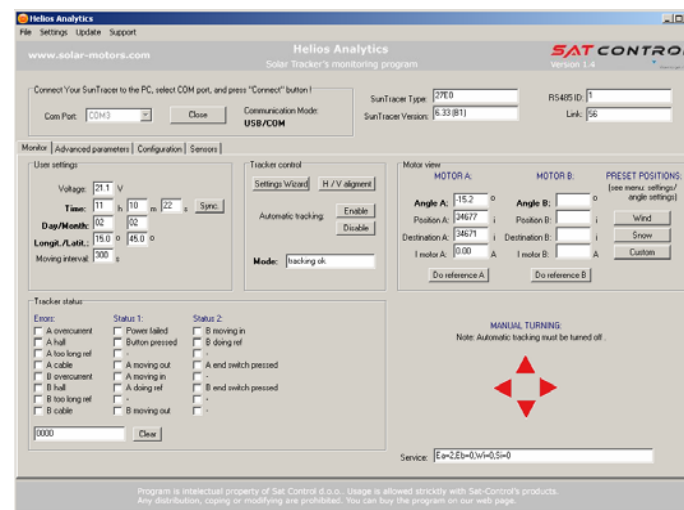 Helios Analytics
File Settings Update Support
www.solar-motors.com
Helios Analytics
Solar Tracker's monitoring program
SAT CONTROL
Version 1.4
Connect Your SunTracer to the PC, select COM port, and press "Connect" button !
Com Port: COM3 Close Communication Mode: USB/COM
SunTracer Type: 27E0 RS485 ID: 1
SunTracer Version: 6.33 (B1) Link: 56
Monitor Advanced parameters Configuration Sensors
User settings
Voltage: 21.1 V
Time: 11 h 10 m 22 s Sync.
Day/Month: 02 02
Longit./Latit.: 15.0 ° 45.0 °
Moving interval: 300 s
Tracker control
Settings Wizard H / V aligment
Automatic tracking: Enable
Disable
Mode: tracking ok
Motor view
MOTOR A: MOTOR B: PRESET POSITIONS:
(see menu: settings/
angle settings)
Angle A: -15.2 ° Angle B: °
Position A: 34677 i Position B: i Wind
Destination A: 34671 i Destination B: i Snow
I motor A: 0.00 A I motor B: A Custom
Do reference A Do reference B
Tracker status
Errors: Status 1: Status 2:
A overcurrent Power failed B moving in
A hall Button pressed B doing ref
A too long ref - -
A cable A moving out A end switch pressed
B overcurrent A moving in -
B hall A doing ref B end switch pressed
B too long ref - -
B cable B moving out -
0000 Clear
MANUAL TURNING:
Note: Automatic tracking must be turned off .
Service: Ea=2;Eb=0,Wi=0,Si=0
Program is intelectual property of Sat Control d.o.o.. Usage is allowed stricktly with Sat-Control's products.
Any distribution, coping or modifying are prohibited. You can buy the program on our web page.